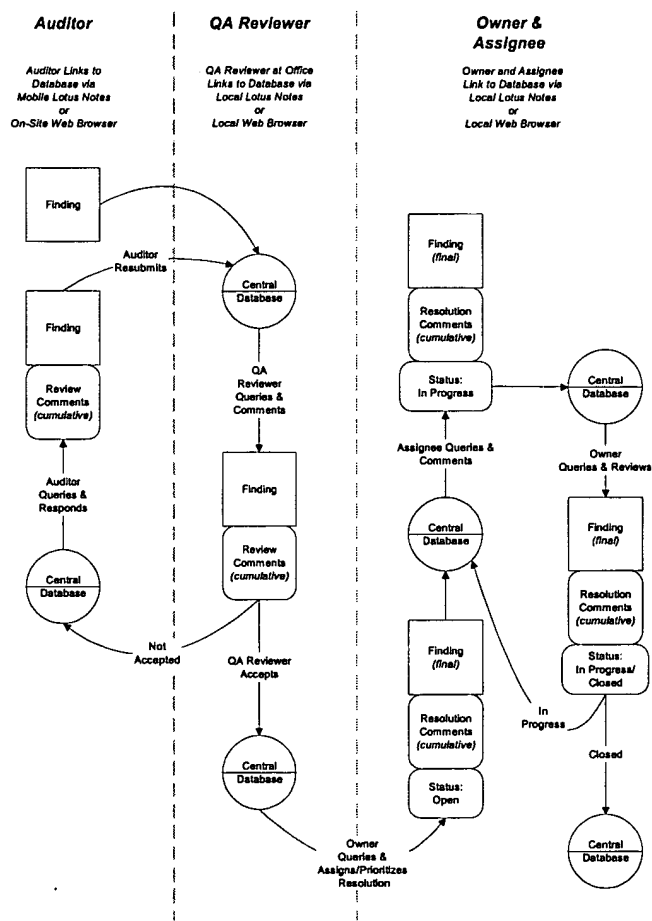 Auditor
Auditor Links to
Database via
Mobile Lotus Notes
or
On-Site Web Browser
QA Reviewer
QA Reviewer at Office
Links to Database via
Local Lotus Notes
or
Local Web Browser
Owner &
Assignee
Owner and Assignee
Link to Database via
Local Lotus Notes
or
Local Web Browser
Finding
Auditor
Resubmits
Finding
Review
Comments
(cumulative)
Auditor
Queries &
Responds
Central
Database
Not
Accepted
Central
Database
QA
Reviewer
Queries &
Comments
Finding
Review
Comments
(cumulative)
QA Reviewer
Accepts
Central
Database
Owner
Queries &
Assigns/Prioritizes
Resolution
Finding
(final)
Resolution
Comments
(cumulative)
Status:
In Progress
Assignee Queries &
Comments
Central
Database
Finding
(final)
Resolution
Comments
(cumulative)
Status:
Open
Central
Database
Owner
Queries & Reviews
Finding
(final)
Resolution
Comments
(cumulative)
Status:
In Progress/
Closed
In
Progress
Closed
Central
Database